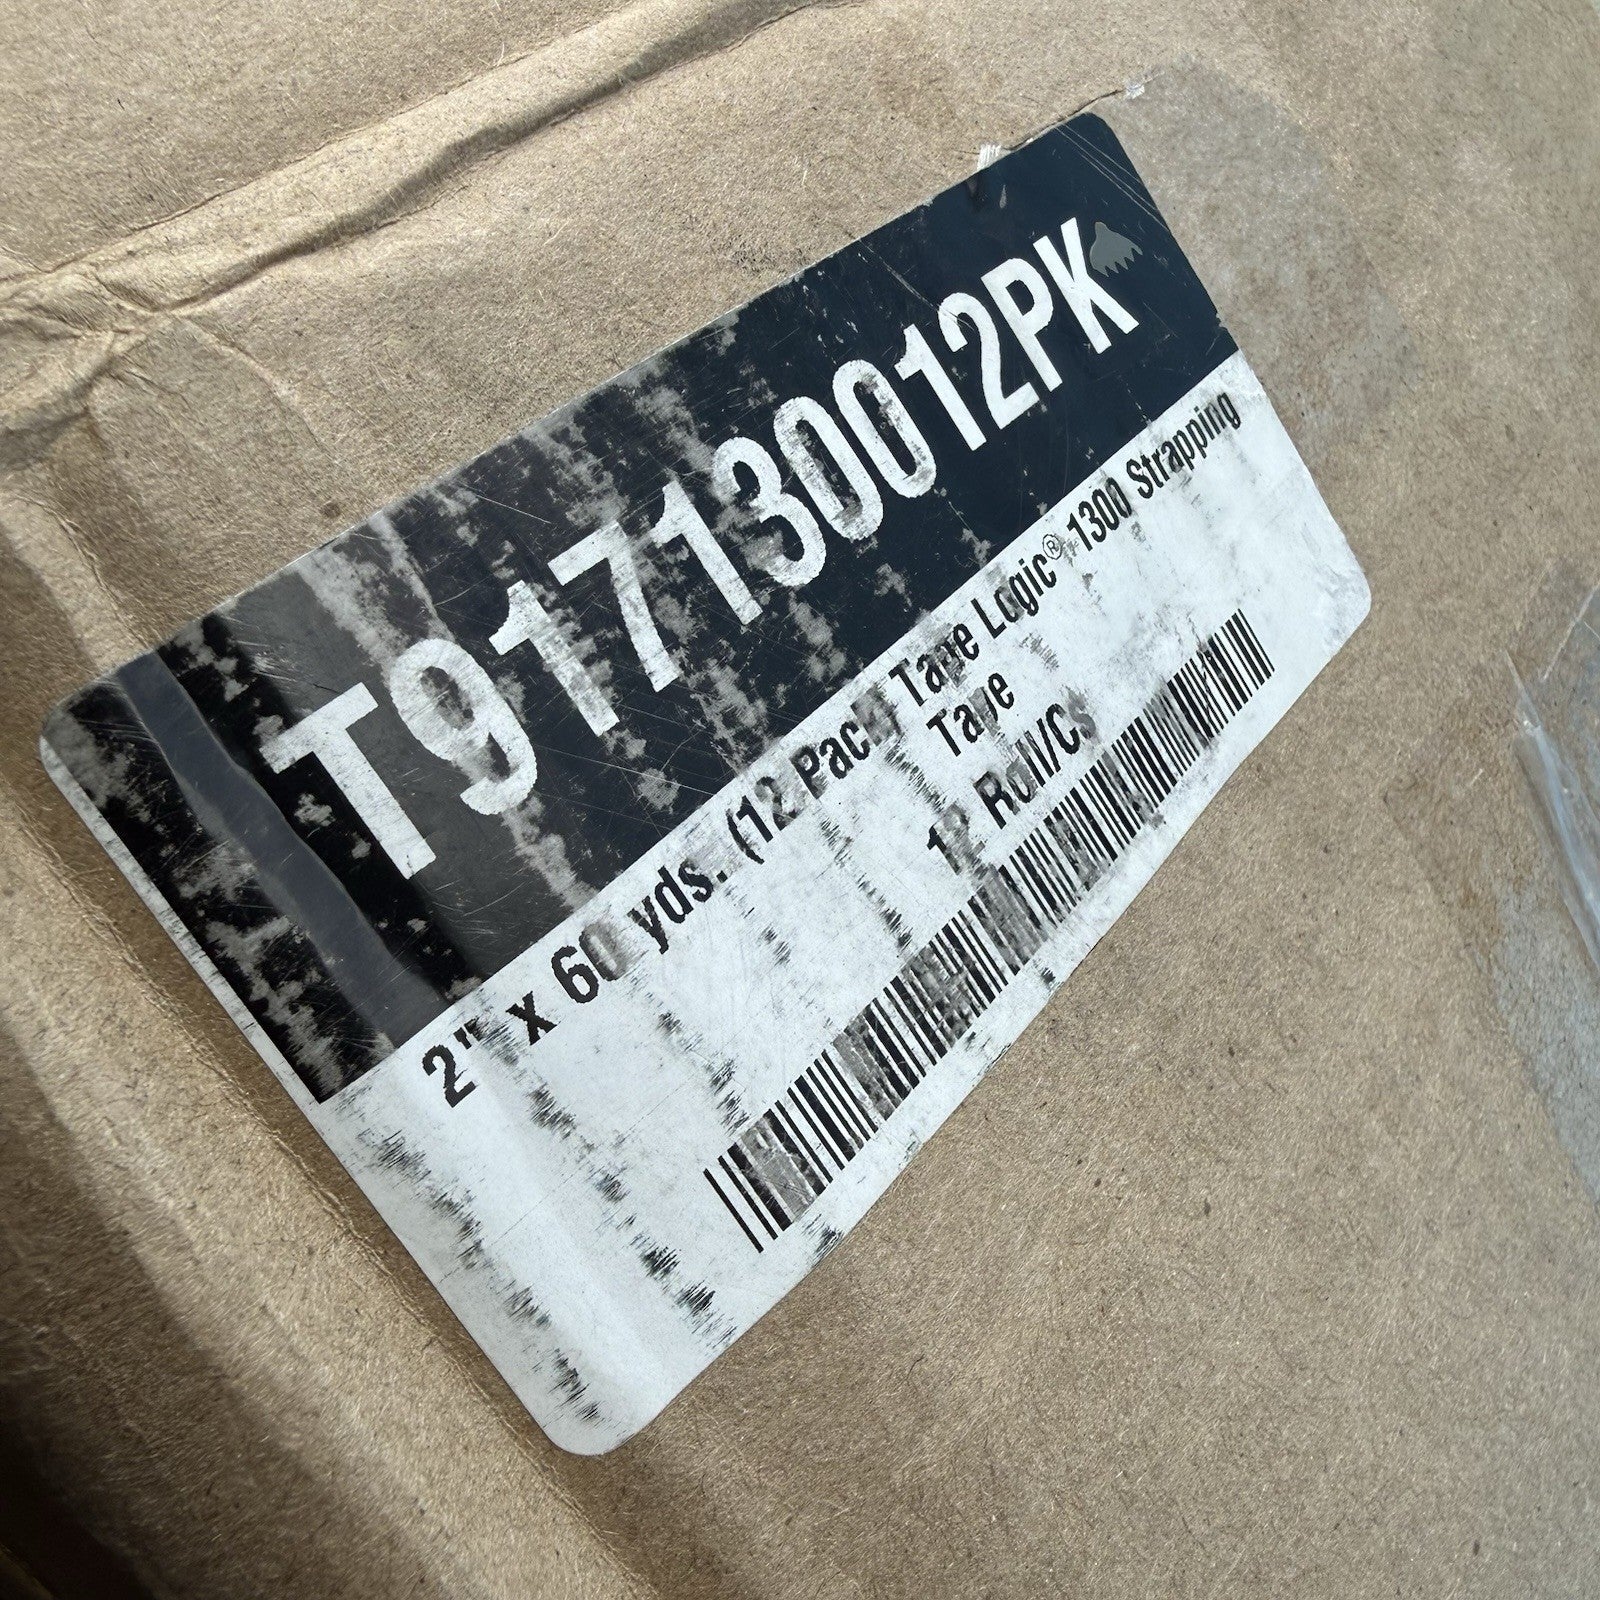 T917130012PK
2" x 60 yds. (12 Pack) Tape Logic® 1300 Strapping
Tape
12 Roll/Cs